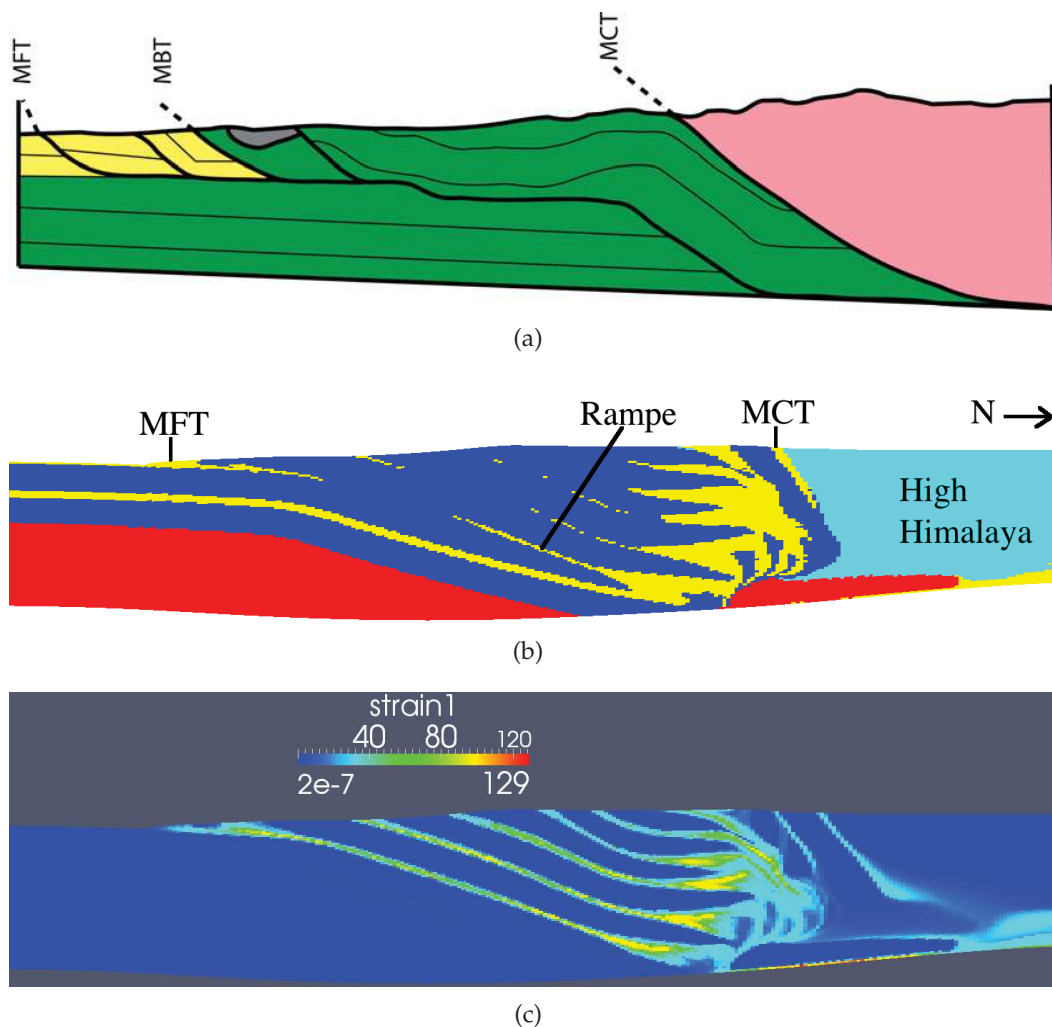 MFT
MBT
MCT
(a)
MFT
Rampe
MCT
N
High
Himalaya
(b)
strain1
40 80 120
2e-7 129
(c)